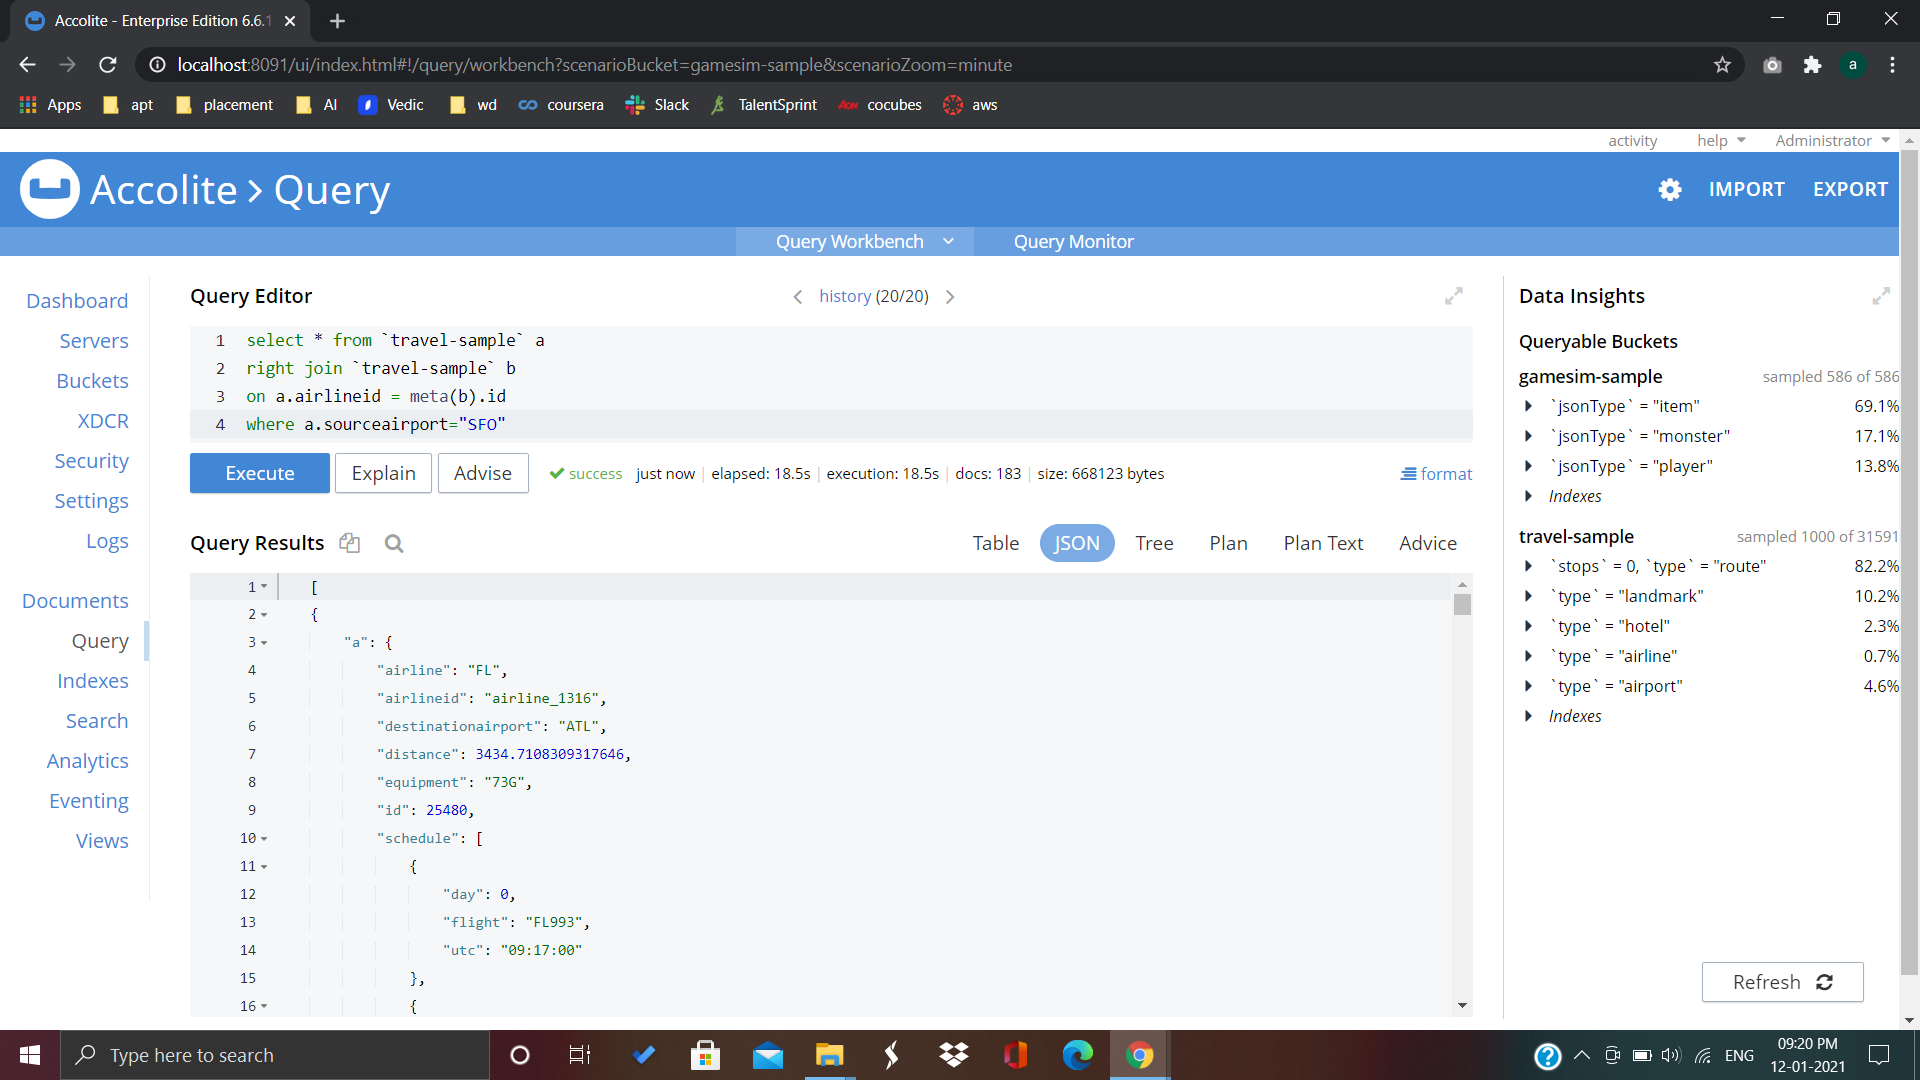 Accolite - Enterprise Edition 6.6.1
localhost:8091/ui/index.html#!/query/workbench?scenarioBucket=gamesim-sample&scenarioZoom=minute
a
Apps apt placement AI Vedic wd coursera Slack TalentSprint cocubes aws
activity help Administrator
Accolite > Query
IMPORT EXPORT
Query Workbench Query Monitor
Dashboard
Servers
Buckets
XDCR
Security
Settings
Logs
Documents
Query
Indexes
Search
Analytics
Eventing
Views
Query Editor
history (20/20)
1 select * from `travel-sample` a
2 right join `travel-sample` b
3 on a.airlineid = meta(b).id
4 where a.sourceairport="SFO"
Execute Explain Advise
success just now | elapsed: 18.5s | execution: 18.5s | docs: 183 | size: 668123 bytes
format
Query Results
Table JSON Tree Plan Plan Text Advice
1 [
2 {
3 "a": {
4 "airline": "FL",
5 "airlineid": "airline_1316",
6 "destinationairport": "ATL",
7 "distance": 3434.7108309317646,
8 "equipment": "73G",
9 "id": 25480,
10 "schedule": [
11 {
12 "day": 0,
13 "flight": "FL993",
14 "utc": "09:17:00"
15 },
16 {
Data Insights
Queryable Buckets
gamesim-sample sampled 586 of 586
`jsonType` = "item" 69.1%
`jsonType` = "monster" 17.1%
`jsonType` = "player" 13.8%
Indexes
travel-sample sampled 1000 of 31591
`stops` = 0, `type` = "route" 82.2%
`type` = "landmark" 10.2%
`type` = "hotel" 2.3%
`type` = "airline" 0.7%
`type` = "airport" 4.6%
Indexes
Refresh
Type here to search
ENG
09:20 PM
12-01-2021